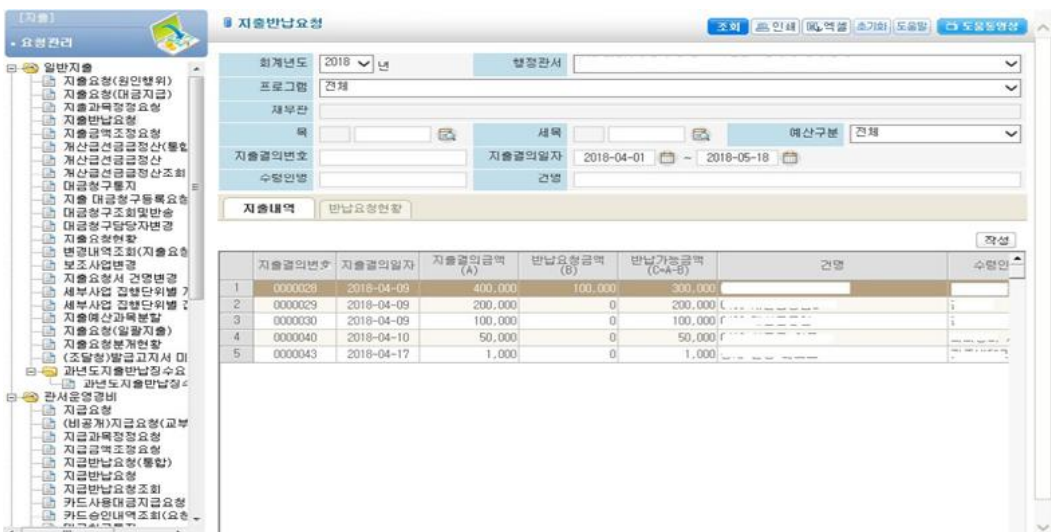 [지출]
• 요청관리
일반지출
지출요청(원인행위)
지출요청(대금지급)
지출과목정정요청
지출반납요청
지출금액조정요청
개산급선금급정산(통합
개산급선금급정산
개산급선금급정산조회
대금청구통지
지출 대금청구등록요청
대금청구조회및반송
대금청구담당자변경
지출요청현황
변경내역조회(지출요청
보조사업변경
지출요청서 건명변경
세부사업 집행단위별
세부사업 집행단위별
지출예산과목분할
지출요청(일괄지출)
지출요청분개현황
(조달청)발급고지서 미
과년도지출반납징수요
과년도지출반납징수
관서운영경비
지급요청
(비공개)지급요청(교부
지급과목정정요청
지급금액조정요청
지급반납요청(통합)
지급반납요청
지급반납요청조회
카드사용대금지급요청
카드승인내역조회(요청
지출반납요청
조회 인쇄 엑셀 초기화 도움말 도움동영상
회계연도 2018 년 행정관서
프로그램 전체
재무관
목 세목 예산구분 전체
지출결의번호 지출결의일자 2018-04-01 ~ 2018-05-18
수령인명 건명
지출내역 반납요청현황
작성
지출결의번호 지출결의일자 지출결의금액 (A) 반납요청금액 (B) 반납가능금액 (C=A-B) 건명 수령인
1 0000028 2018-04-09 400,000 100,000 300,000
2 0000029 2018-04-09 200,000 0 200,000
3 0000030 2018-04-09 100,000 0 100,000
4 0000040 2018-04-10 50,000 0 50,000
5 0000043 2018-04-17 1,000 0 1,000